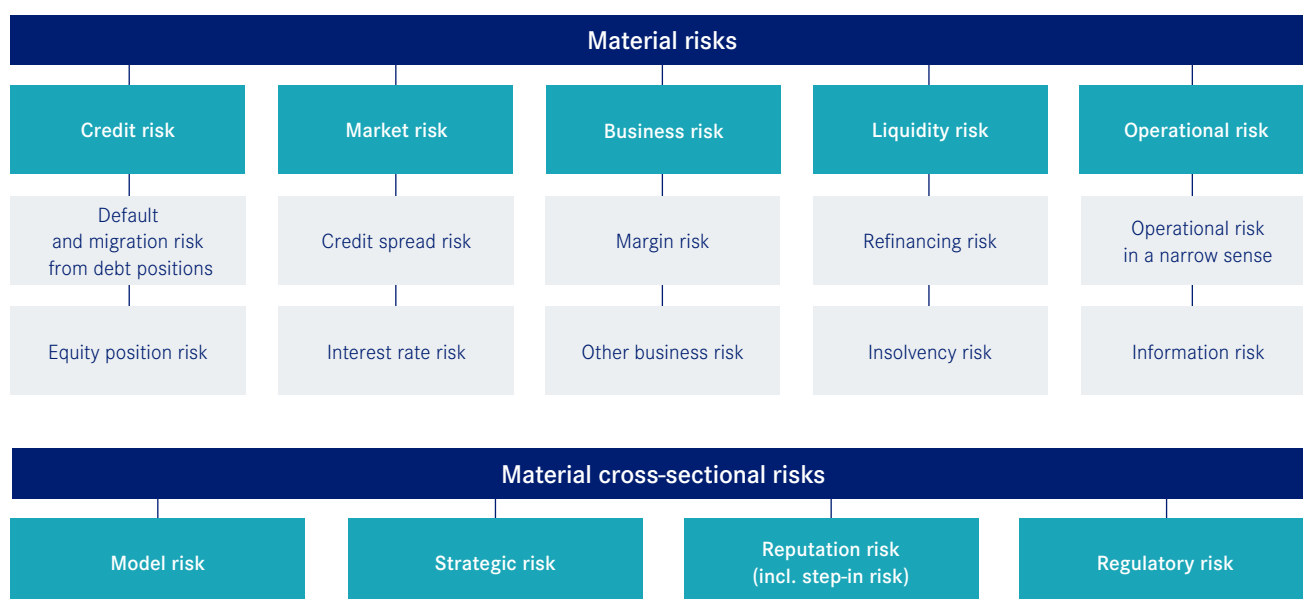 Material risks
Credit risk
Market risk
Business risk
Liquidity risk
Operational risk
Default
and migration risk
from debt positions
Credit spread risk
Margin risk
Refinancing risk
Operational risk
in a narrow sense
Equity position risk
Interest rate risk
Other business risk
Insolvency risk
Information risk
Material cross-sectional risks
Model risk
Strategic risk
Reputation risk
(incl. step-in risk)
Regulatory risk